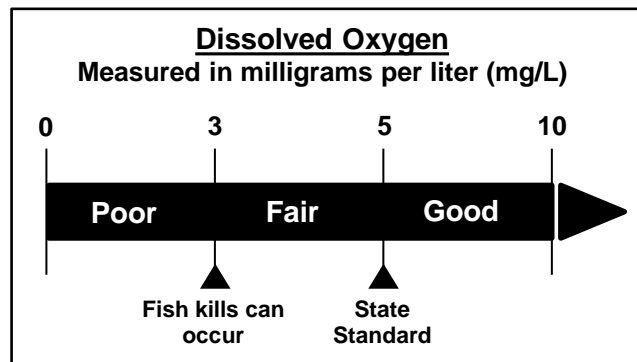 Dissolved Oxygen
Measured in milligrams per liter (mg/L)
0 3 5 10
Poor Fair Good
Fish kills can occur
State Standard